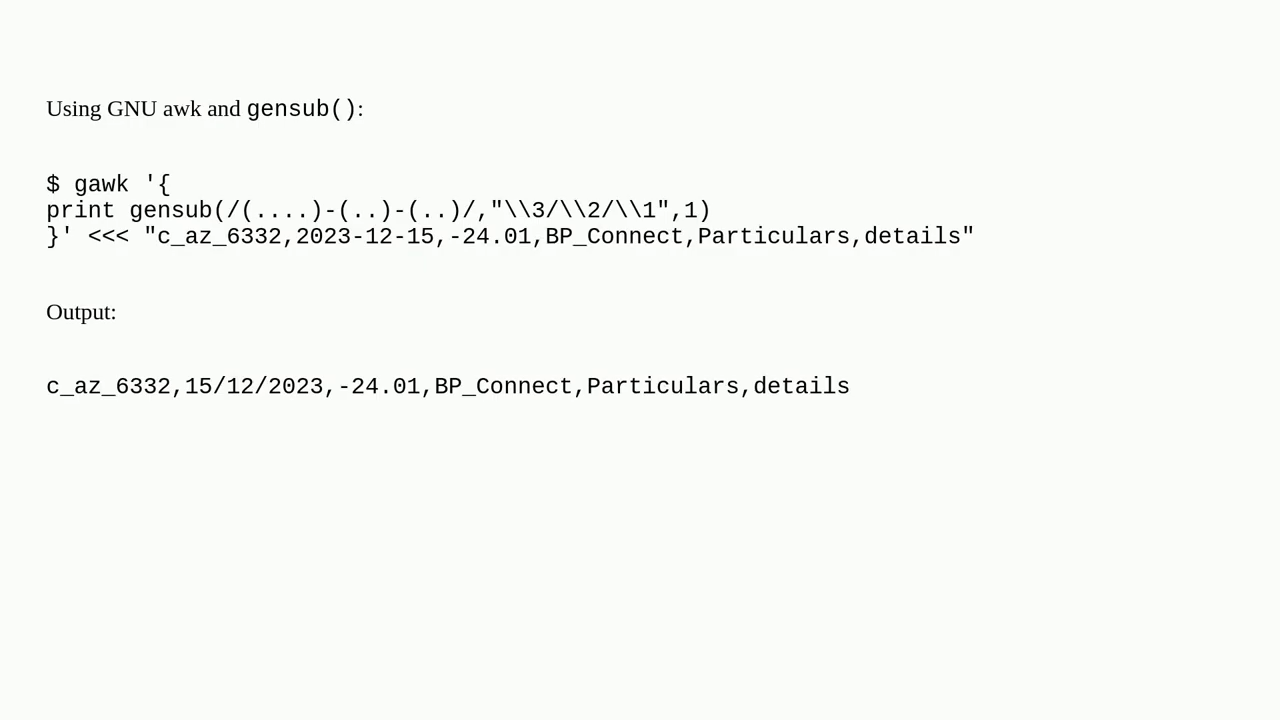 Using GNU awk and gensub():
$ gawk '{
print gensub(/(....)-(..)-(..)/,"\\3/\\2/\\1",1)
}' <<< "c_az_6332,2023-12-15,-24.01,BP_Connect,Particulars,details"
Output:
c_az_6332,15/12/2023,-24.01,BP_Connect,Particulars,details